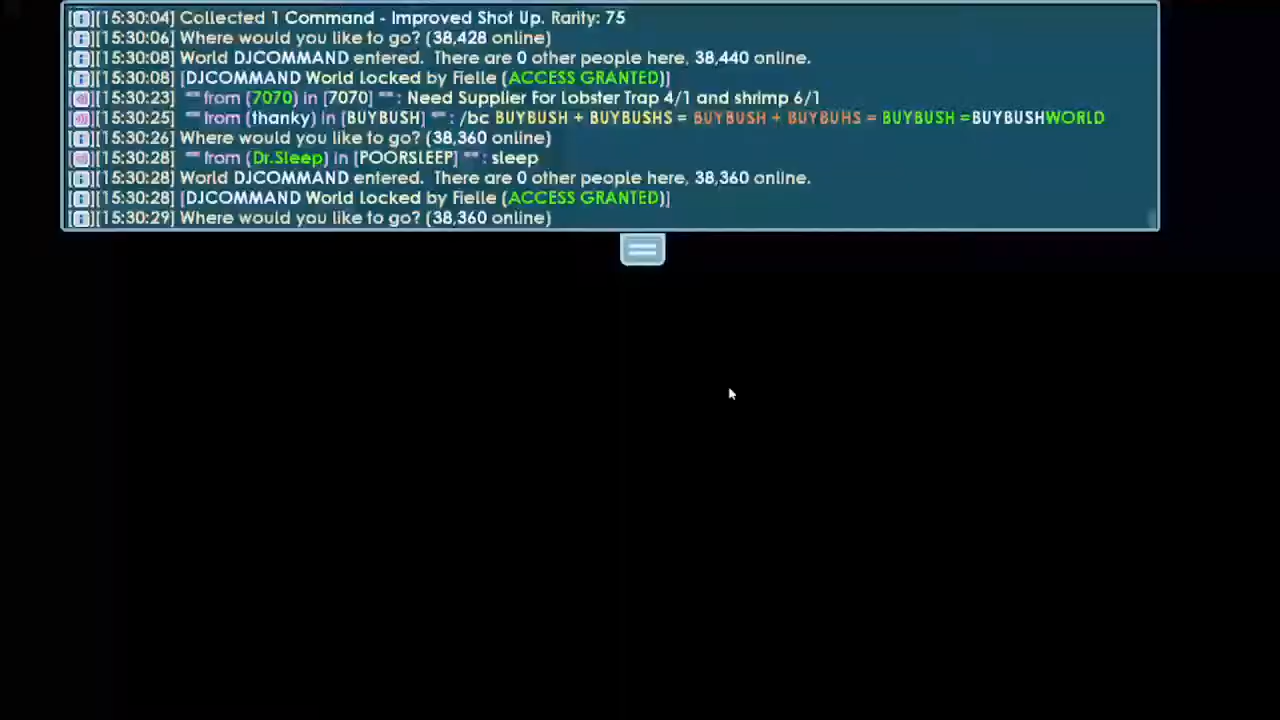 [i][15:30:04] Collected 1 Command - Improved Shot Up. Rarity: 75
[i][15:30:06] Where would you like to go? (38,428 online)
[i][15:30:08] World DJCOMMAND entered. There are 0 other people here, 38,440 online.
[i][15:30:08] [DJCOMMAND World Locked by Fielle (ACCESS GRANTED)]
[15:30:23] ** from (7070) in [7070] ** : Need Supplier For Lobster Trap 4/1 and shrimp 6/1
[15:30:25] ** from (thanky) in [BUYBUSH] ** : /bc BUYBUSH + BUYBUSHS = BUYBUSH + BUYBUHS = BUYBUSH =BUYBUSHWORLD
[i][15:30:26] Where would you like to go? (38,360 online)
[15:30:28] ** from (Dr.Sleep) in [POORSLEEP] ** : sleep
[i][15:30:28] World DJCOMMAND entered. There are 0 other people here, 38,360 online.
[i][15:30:28] [DJCOMMAND World Locked by Fielle (ACCESS GRANTED)]
[i][15:30:29] Where would you like to go? (38,360 online)